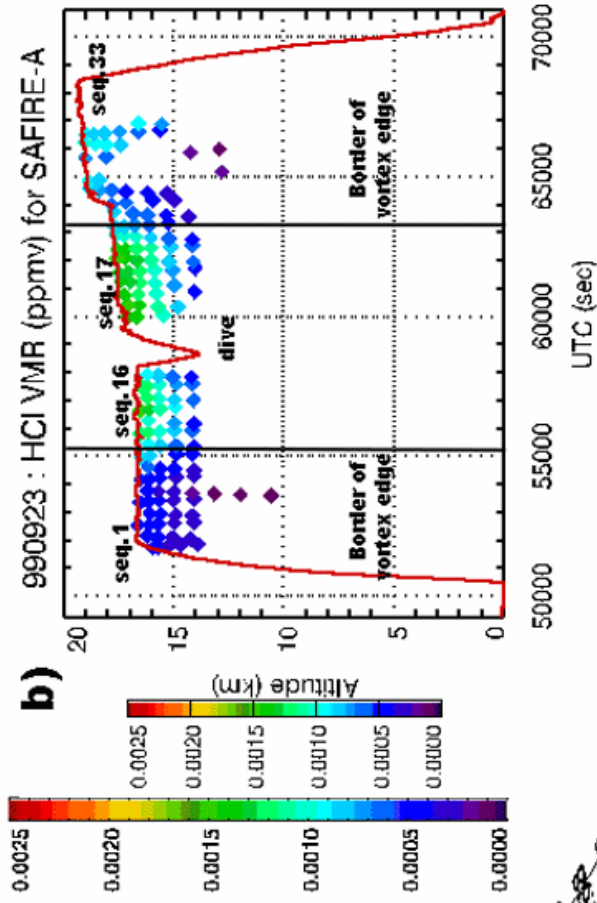 b)
990923 : HCl VMR (ppmv) for SAFIRE-A
0.0025
0.0020
0.0015
0.0010
0.0005
0.0000
0.0025
0.0020
0.0015
0.0010
0.0005
0.0000
Altitude (km)
20
15
10
5
0
seq.1
seq.16
seq.17
seq.33
dive
Border of
vortex edge
Border of
vortex edge
50000
55000
60000
65000
70000
UTC (sec)